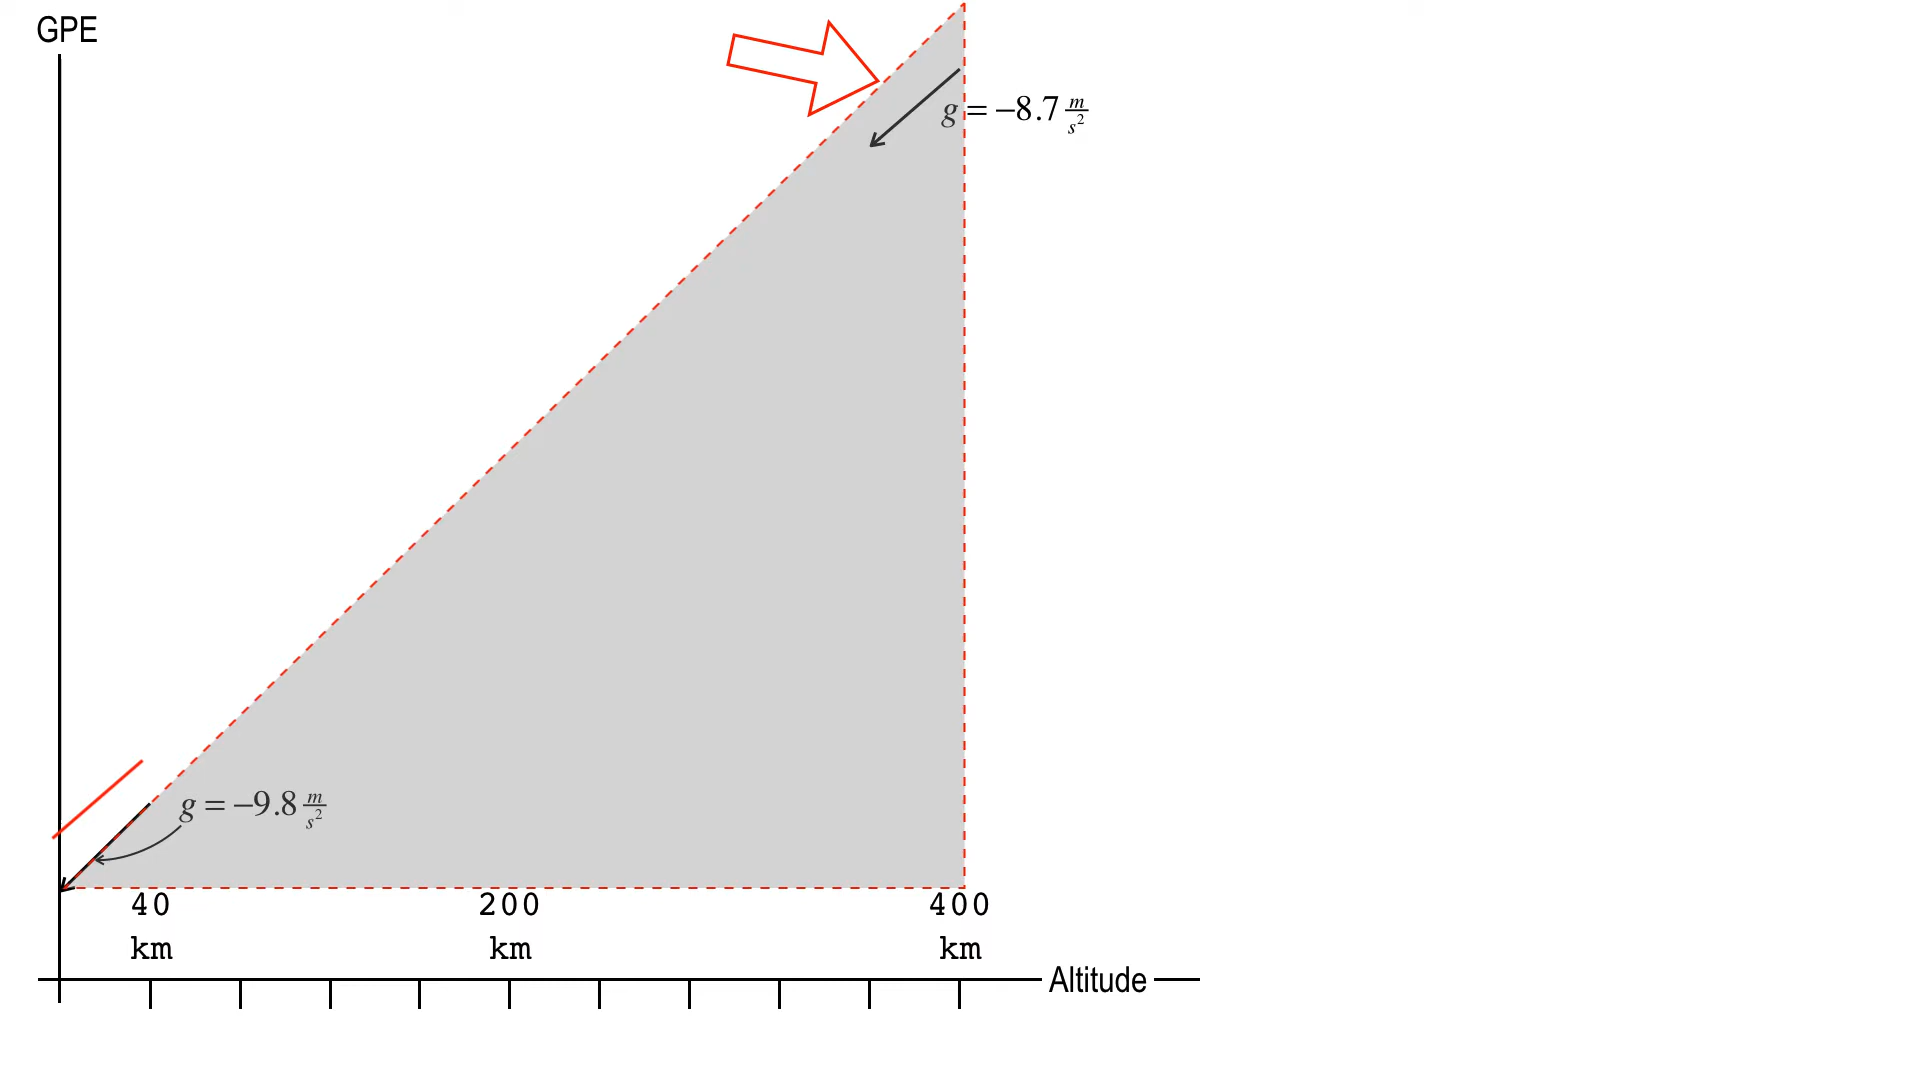 GPE
g = −8.7 m/s²
g = −9.8 m/s²
40 km
200 km
400 km
Altitude